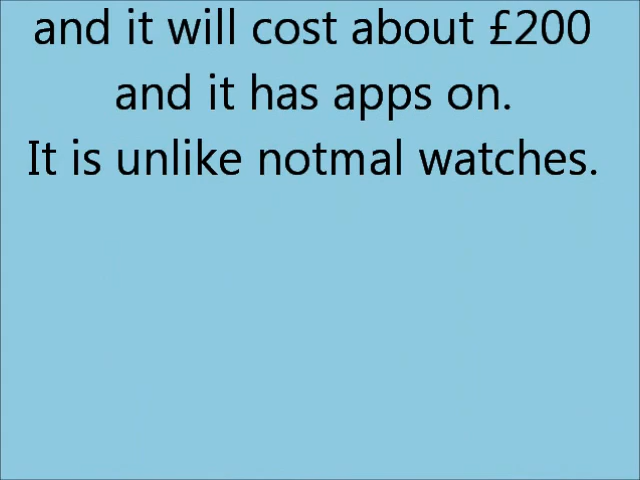 and it will cost about £200
and it has apps on.
It is unlike notmal watches.